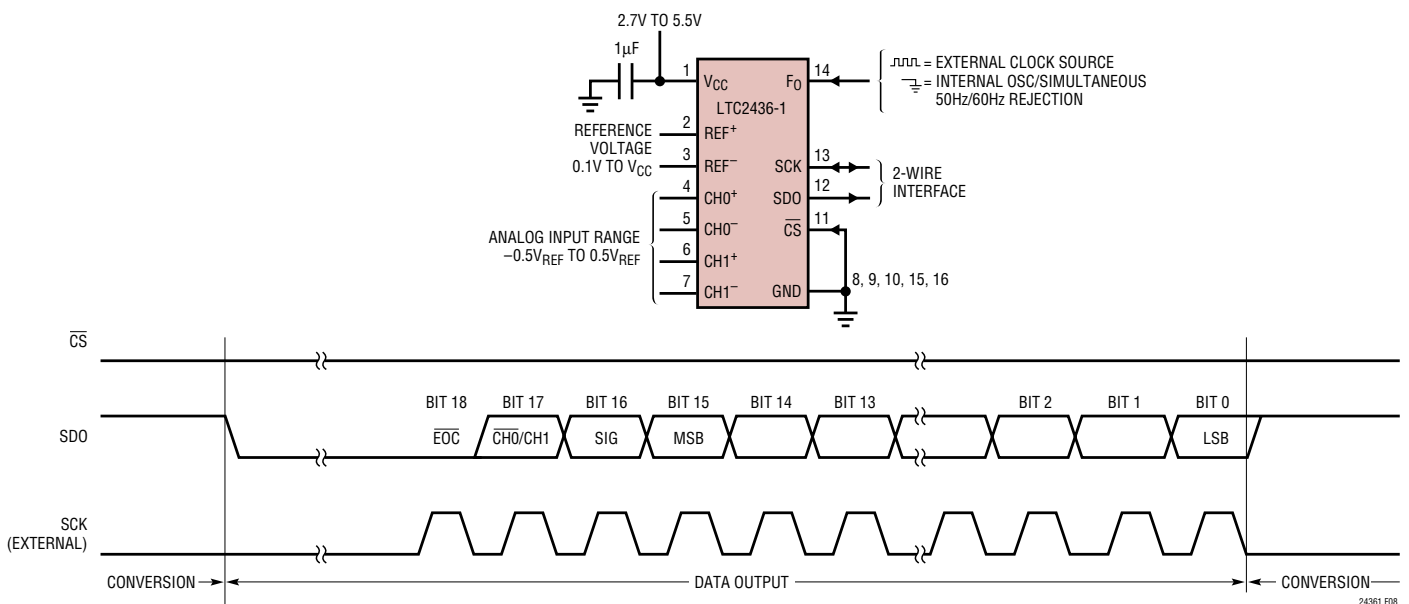 2.7V TO 5.5V
1µF
1
VCC
FO
14
= EXTERNAL CLOCK SOURCE
= INTERNAL OSC/SIMULTANEOUS
50Hz/60Hz REJECTION
LTC2436-1
REFERENCE
VOLTAGE
0.1V TO VCC
2
REF+
3
REF–
SCK
13
2-WIRE
INTERFACE
4
CH0+
SDO
12
5
CH0–
CS
11
ANALOG INPUT RANGE
–0.5VREF TO 0.5VREF
6
CH1+
7
CH1–
GND
8, 9, 10, 15, 16
CS
BIT 18 BIT 17 BIT 16 BIT 15 BIT 14 BIT 13 BIT 2 BIT 1 BIT 0
SDO
EOC CH0/CH1 SIG MSB LSB
SCK
(EXTERNAL)
CONVERSION DATA OUTPUT CONVERSION
24361 F08